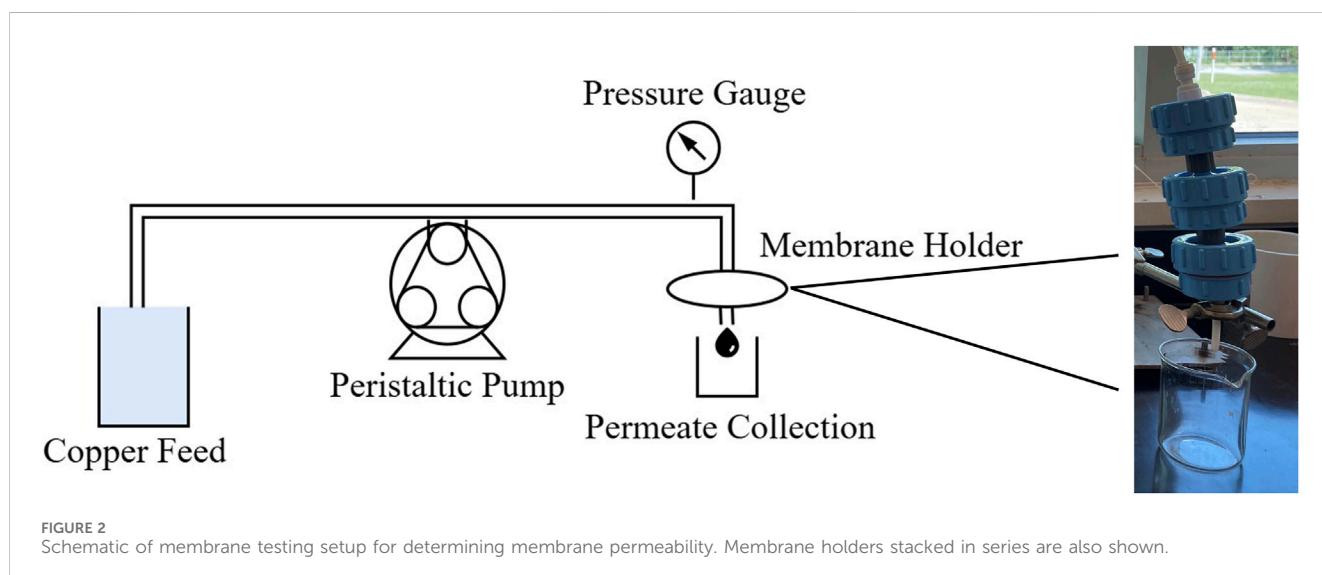 Pressure Gauge
Membrane Holder
Peristaltic Pump
Permeate Collection
Copper Feed
FIGURE 2
Schematic of membrane testing setup for determining membrane permeability. Membrane holders stacked in series are also shown.